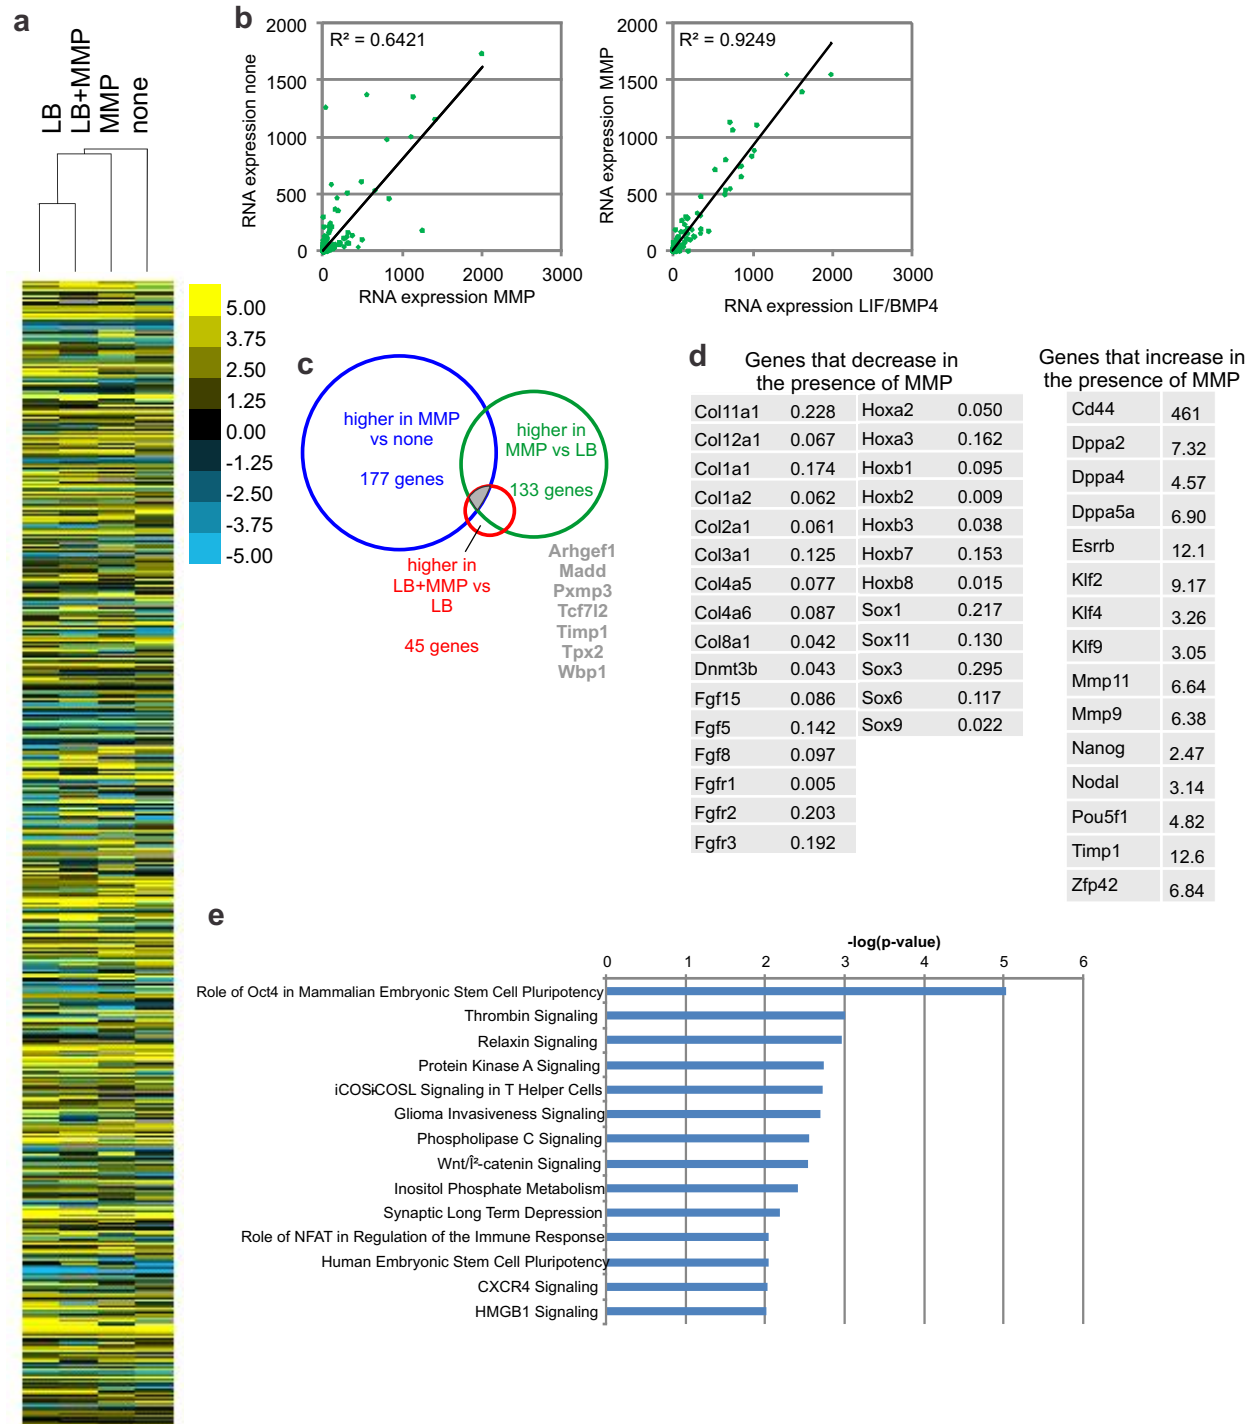 a
LB
LB+MMP
MMP
none
5.00
3.75
2.50
1.25
0.00
-1.25
-2.50
-3.75
-5.00
b
R² = 0.6421
2000
1500
1000
500
0
RNA expression none
0 1000 2000 3000
RNA expression MMP
R² = 0.9249
2000
1500
1000
500
0
RNA expression MMP
0 1000 2000 3000
RNA expression LIF/BMP4
c
higher in MMP
vs none
177 genes
higher in
MMP vs LB
133 genes
higher in
LB+MMP vs
LB
45 genes
Arhgef1
Madd
Pxmp3
Tcf7l2
Timp1
Tpx2
Wbp1
d
Genes that decrease in
the presence of MMP
Col11a1 0.228 Hoxa2 0.050
Col12a1 0.067 Hoxa3 0.162
Col1a1 0.174 Hoxb1 0.095
Col1a2 0.062 Hoxb2 0.009
Col2a1 0.061 Hoxb3 0.038
Col3a1 0.125 Hoxb7 0.153
Col4a5 0.077 Hoxb8 0.015
Col4a6 0.087 Sox1 0.217
Col8a1 0.042 Sox11 0.130
Dnmt3b 0.043 Sox3 0.295
Fgf15 0.086 Sox6 0.117
Fgf5 0.142 Sox9 0.022
Fgf8 0.097
Fgfr1 0.005
Fgfr2 0.203
Fgfr3 0.192
Genes that increase in
the presence of MMP
Cd44 461
Dppa2 7.32
Dppa4 4.57
Dppa5a 6.90
Esrrb 12.1
Klf2 9.17
Klf4 3.26
Klf9 3.05
Mmp11 6.64
Mmp9 6.38
Nanog 2.47
Nodal 3.14
Pou5f1 4.82
Timp1 12.6
Zfp42 6.84
e
-log(p-value)
0 1 2 3 4 5 6
Role of Oct4 in Mammalian Embryonic Stem Cell Pluripotency
Thrombin Signaling
Relaxin Signaling
Protein Kinase A Signaling
iCOS-iCOSL Signaling in T Helper Cells
Glioma Invasiveness Signaling
Phospholipase C Signaling
Wnt/Î²-catenin Signaling
Inositol Phosphate Metabolism
Synaptic Long Term Depression
Role of NFAT in Regulation of the Immune Response
Human Embryonic Stem Cell Pluripotency
CXCR4 Signaling
HMGB1 Signaling